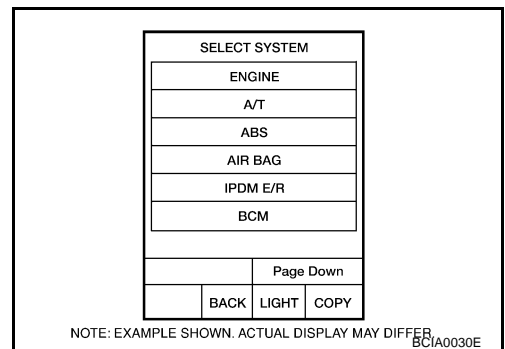 SELECT SYSTEM
ENGINE
A/T
ABS
AIR BAG
IPDM E/R
BCM
Page Down
BACK LIGHT COPY
NOTE: EXAMPLE SHOWN. ACTUAL DISPLAY MAY DIFFER.
BCIA0030E